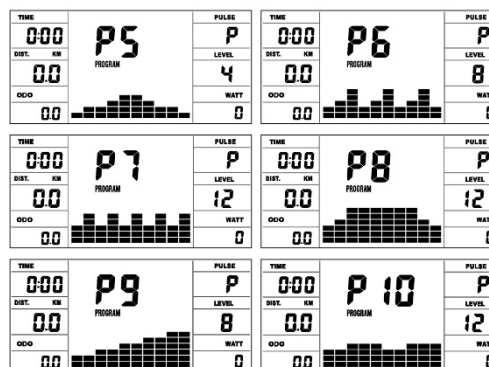 TIME P5 PULSE
0:00 P
DIST. KM PROGRAM LEVEL
0.0 4
ODO WATT
0.0 0
TIME P6 PULSE
0:00 P
DIST. KM PROGRAM LEVEL
0.0 8
ODO
0.0
TIME P7 PULSE
0:00 P
DIST. KM PROGRAM LEVEL
0.0 12
ODO WATT
0.0 0
TIME P8 PULSE
0:00 P
DIST. KM PROGRAM LEVEL
0.0 12
ODO
0.0
TIME P9 PULSE
0:00 P
DIST. KM PROGRAM LEVEL
0.0 8
ODO WATT
0.0 0
TIME P10 PULSE
0:00 P
DIST. KM PROGRAM LEVEL
0.0 12
ODO
0.0